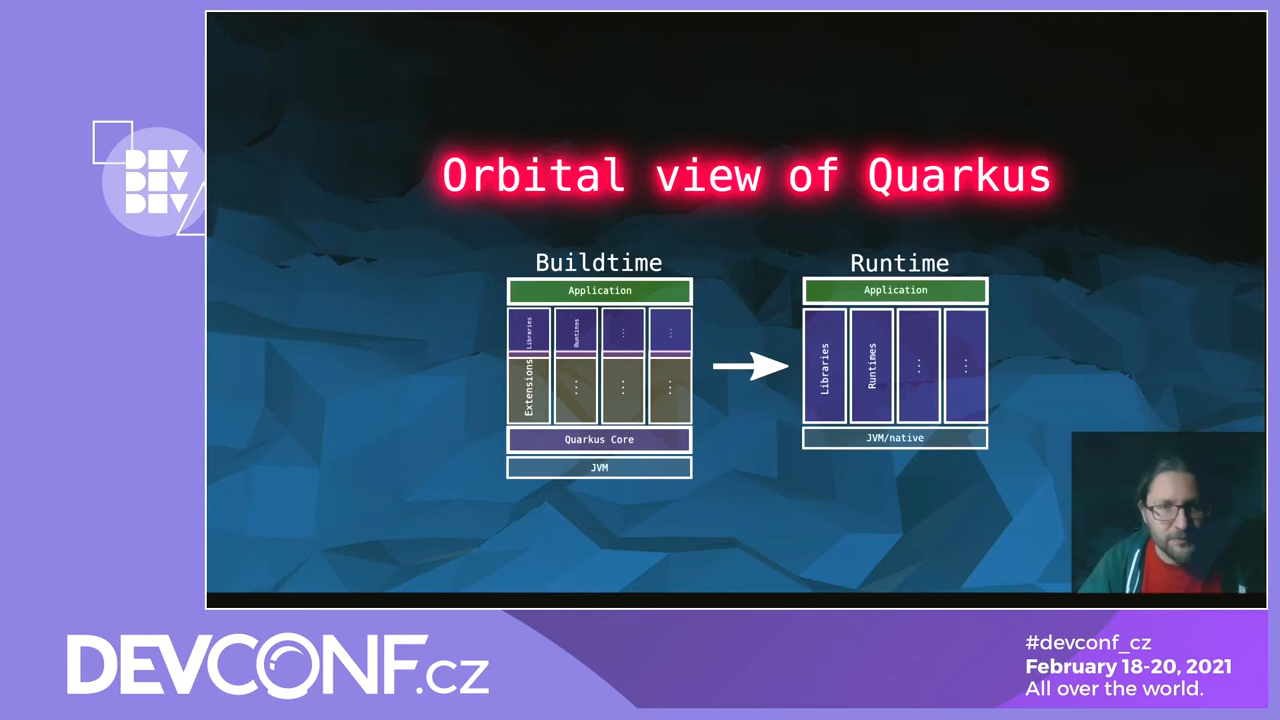 DEV
DEV
DEV
Orbital view of Quarkus
Buildtime
Application
Libraries
Runtimes
...
...
Extensions
...
...
...
Quarkus Core
JVM
Runtime
Application
Libraries
Runtimes
...
...
JVM/native
DEVCONF.cz
#devconf_cz
February 18-20, 2021
All over the world.